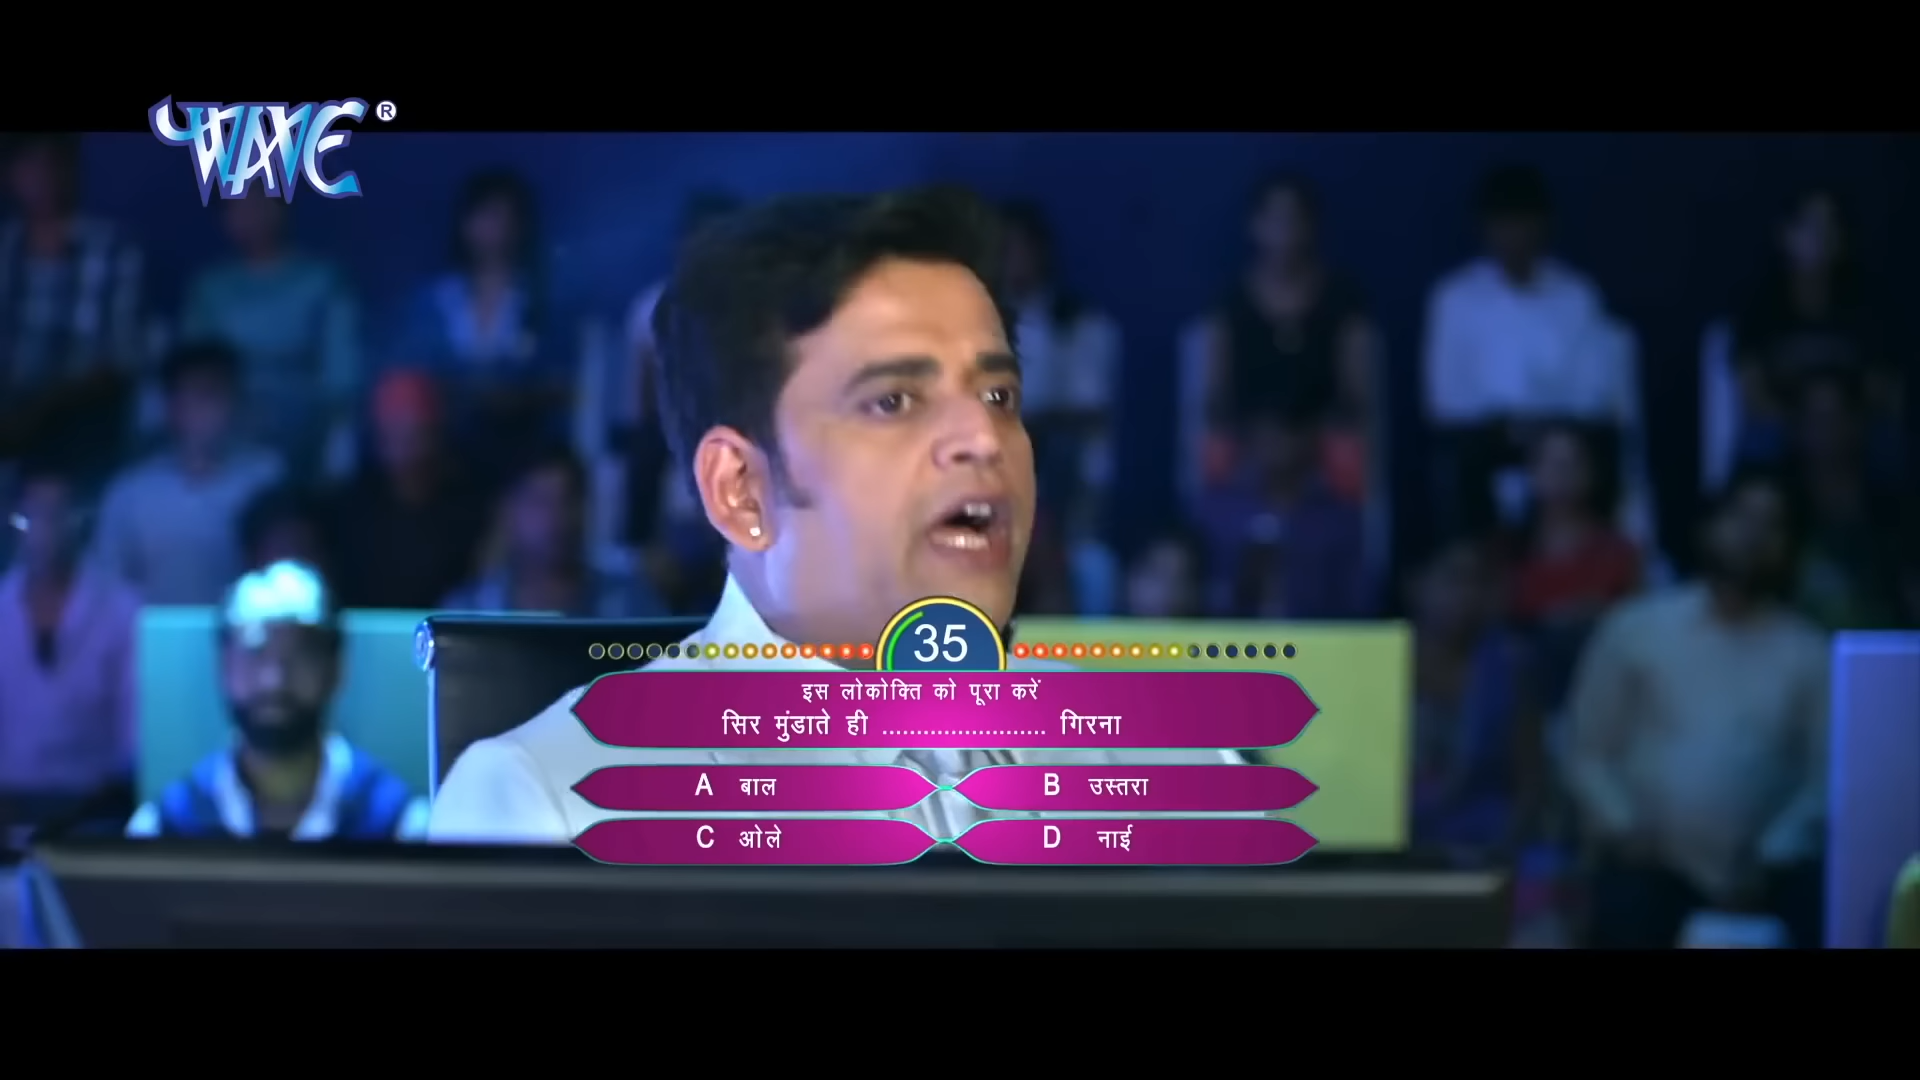 WAVE ®
35
इस लोकोक्ति को पूरा करें
सिर मुंडाते ही ........................ गिरना
A बाल
B उस्तरा
C ओले
D नाई